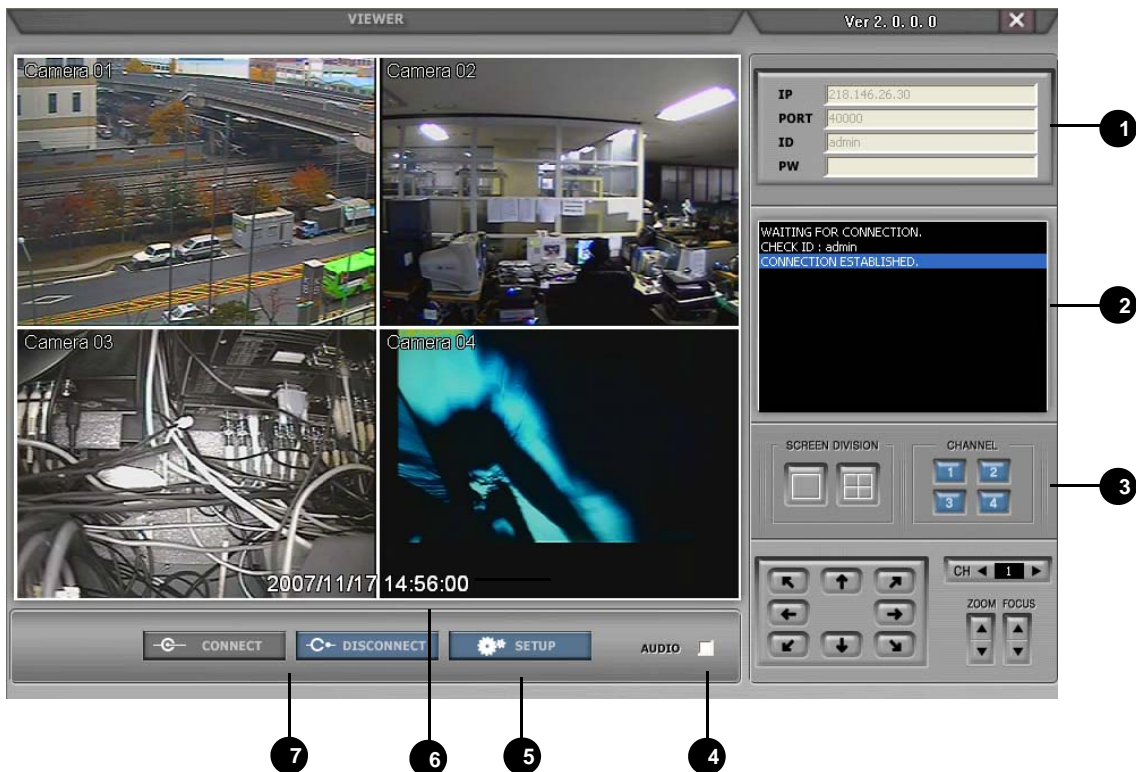 VIEWER
Ver 2. 0. 0. 0
Camera 01
Camera 02
IP 218.146.26.30
PORT 40000
ID admin
PW
1
WAITING FOR CONNECTION.
CHECK ID : admin
CONNECTION ESTABLISHED.
2
Camera 03
Camera 04
2007/11/17 14:56:00
SCREEN DIVISION
CHANNEL
1 2
3 4
3
CH 1
ZOOM FOCUS
CONNECT
DISCONNECT
SETUP
AUDIO
7
6
5
4